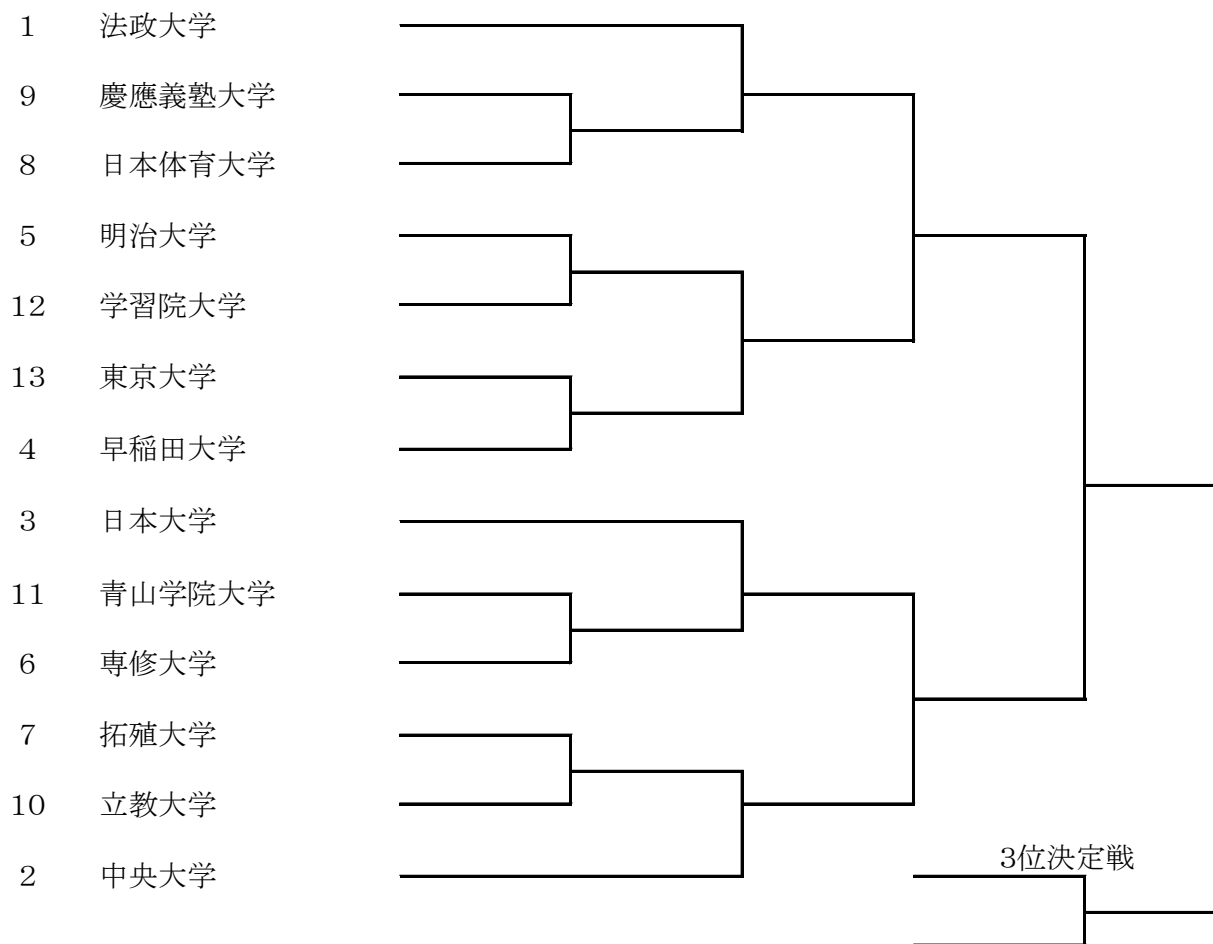 1 法政大学
9 慶應義塾大学
8 日本体育大学
5 明治大学
12 学習院大学
13 東京大学
4 早稲田大学
3 日本大学
11 青山学院大学
6 専修大学
7 拓殖大学
10 立教大学
3位決定戦
2 中央大学